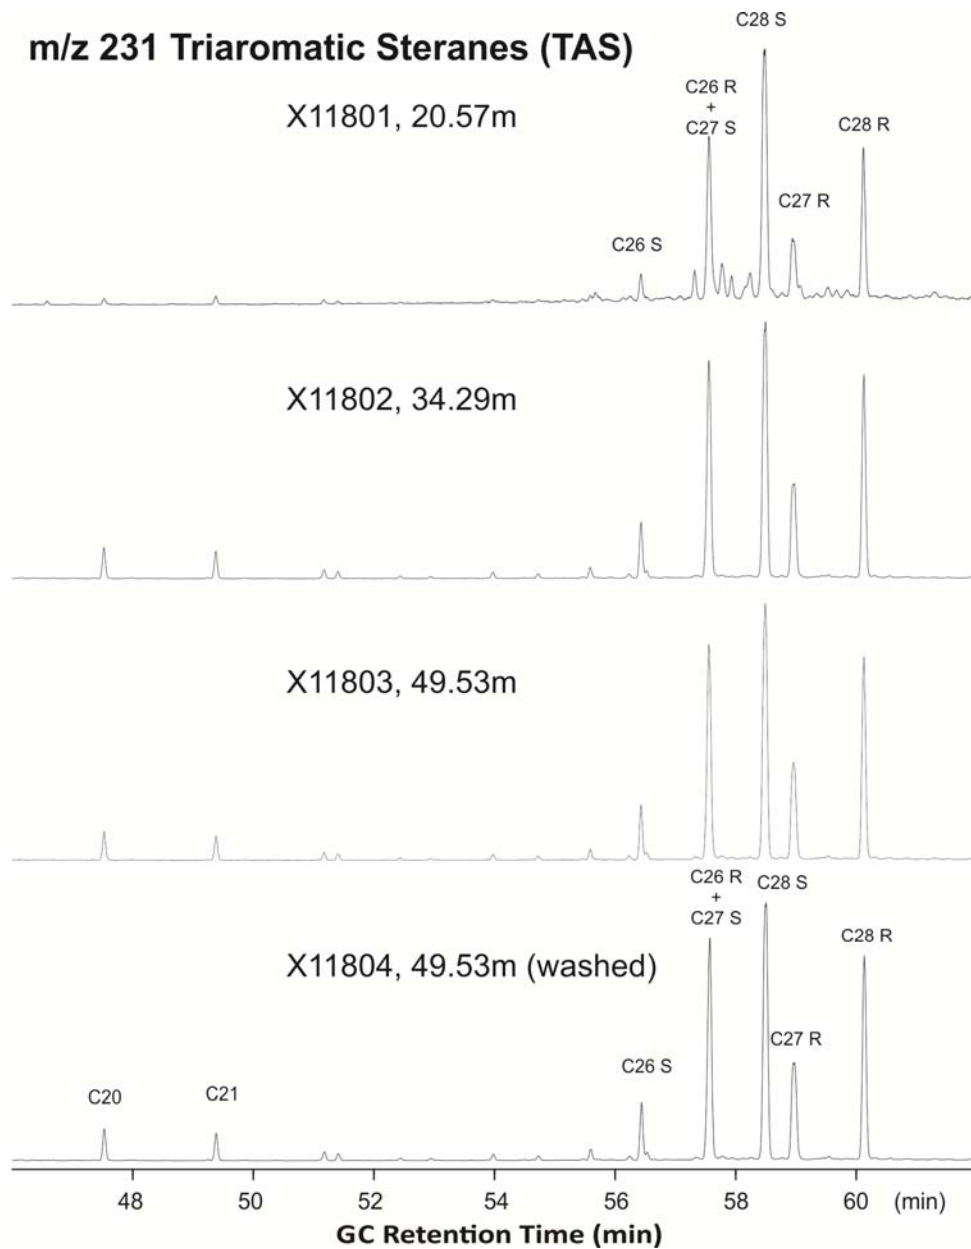 m/z 231 Triaromatic Steranes (TAS)
X11801, 20.57m
C26 S
C26 R
+
C27 S
C28 S
C27 R
C28 R
X11802, 34.29m
X11803, 49.53m
X11804, 49.53m (washed)
C20
C21
C26 S
C26 R
+
C27 S
C28 S
C27 R
C28 R
48 50 52 54 56 58 60 (min)
GC Retention Time (min)